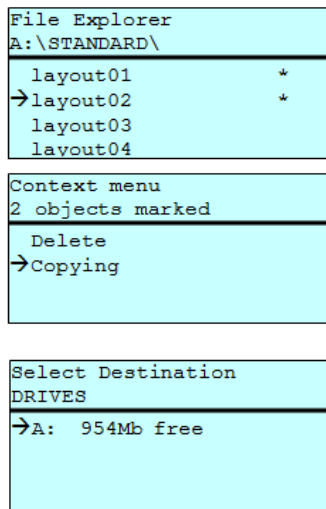 File Explorer
A:\STANDARD\
layout01 *
→layout02 *
layout03
layout04
Context menu
2 objects marked
Delete
→Copying
Select Destination
DRIVES
→A: 954Mb free